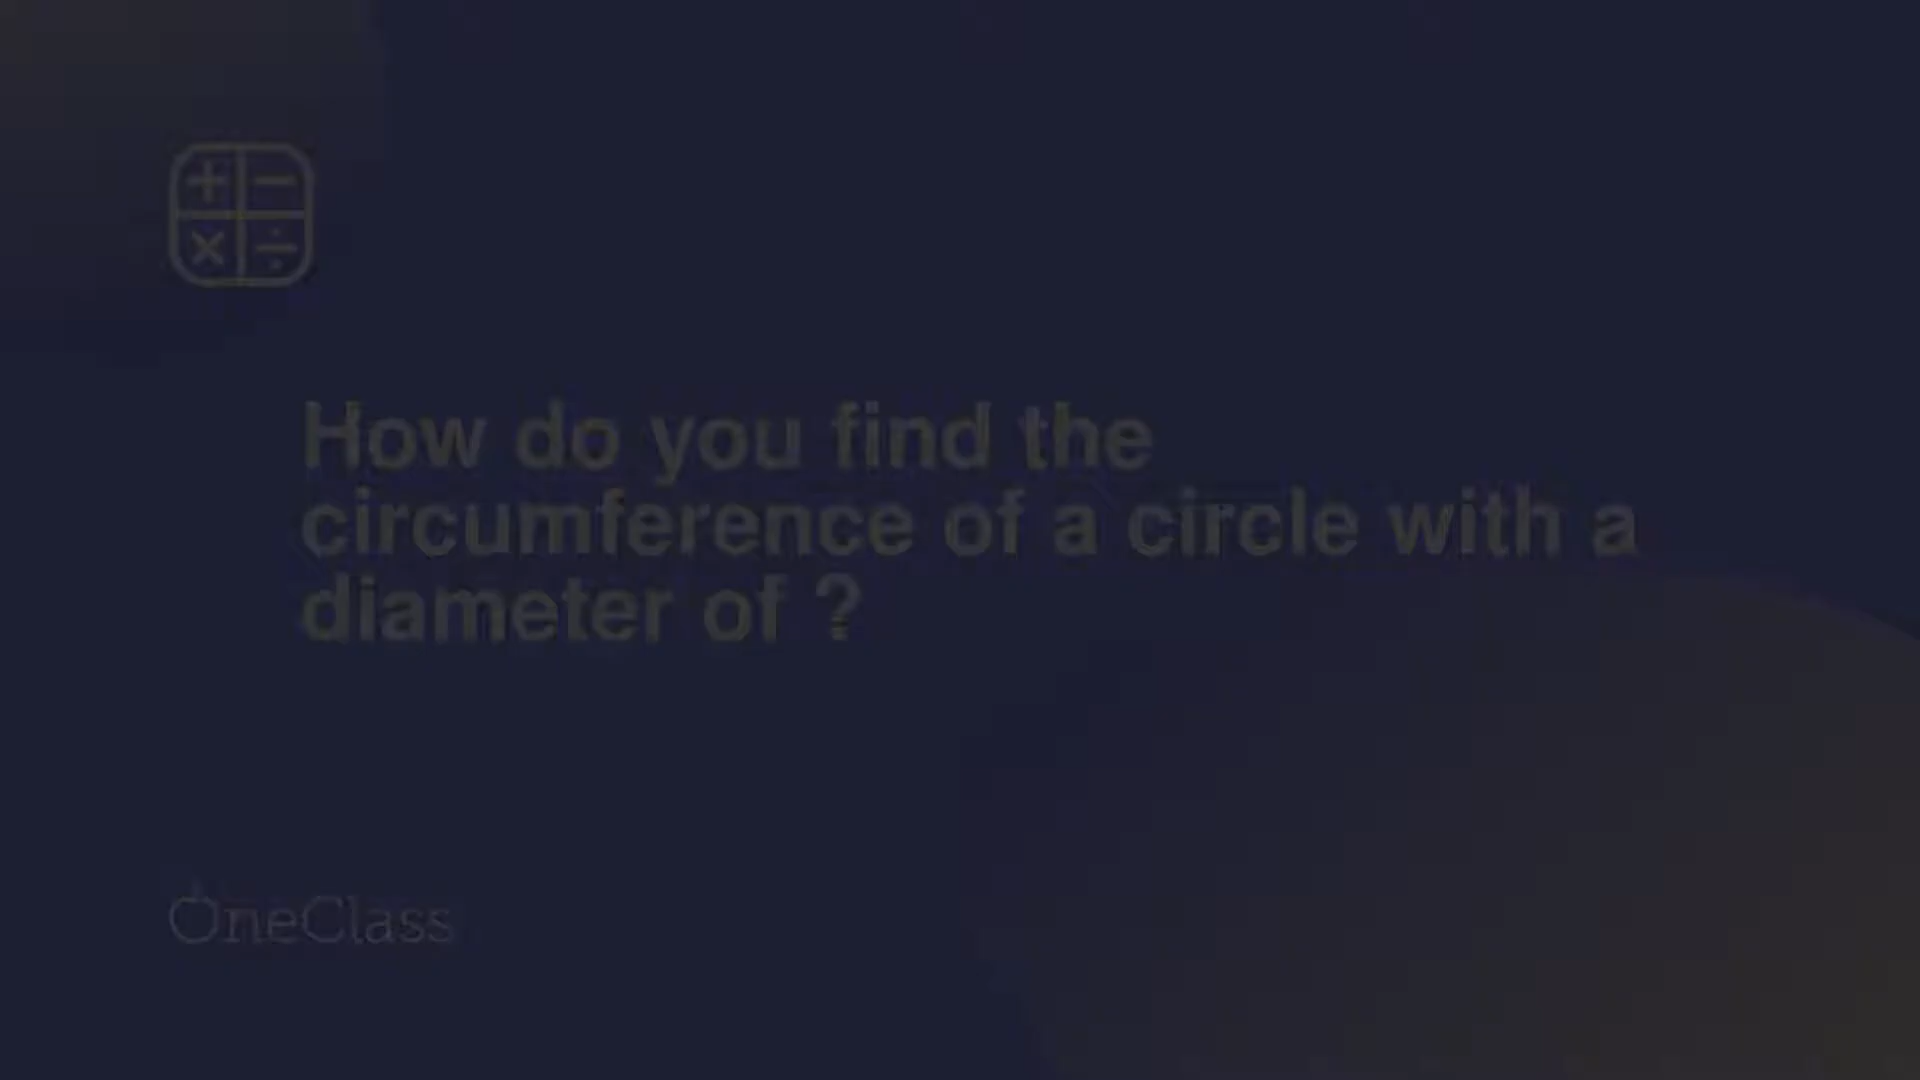 How do you find the
circumference of a circle with a
diameter of ?
OneClass